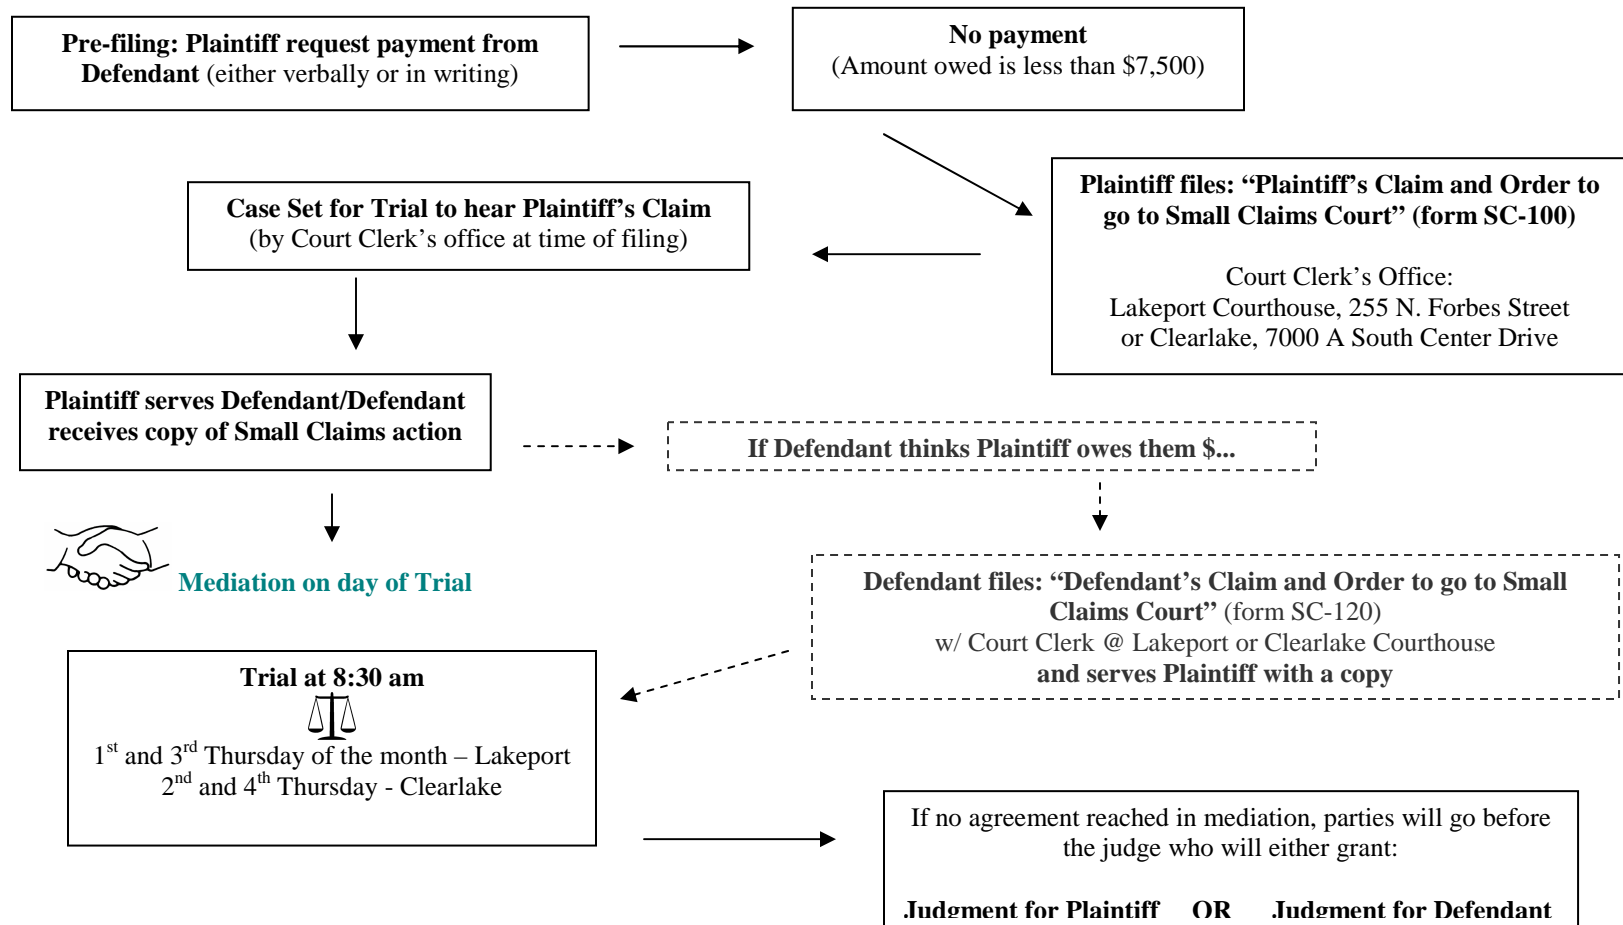 Pre-filing: Plaintiff request payment from
Defendant (either verbally or in writing)
No payment
(Amount owed is less than $7,500)
Plaintiff files: “Plaintiff’s Claim and Order to
go to Small Claims Court” (form SC-100)
Court Clerk’s Office:
Lakeport Courthouse, 255 N. Forbes Street
or Clearlake, 7000 A South Center Drive
Case Set for Trial to hear Plaintiff’s Claim
(by Court Clerk’s office at time of filing)
Plaintiff serves Defendant/Defendant
receives copy of Small Claims action
If Defendant thinks Plaintiff owes them $...
Mediation on day of Trial
Defendant files: “Defendant’s Claim and Order to go to Small
Claims Court” (form SC-120)
w/ Court Clerk @ Lakeport or Clearlake Courthouse
and serves Plaintiff with a copy
Trial at 8:30 am
1st and 3rd Thursday of the month – Lakeport
2nd and 4th Thursday - Clearlake
If no agreement reached in mediation, parties will go before
the judge who will either grant:
Judgment for Plaintiff OR Judgment for Defendant